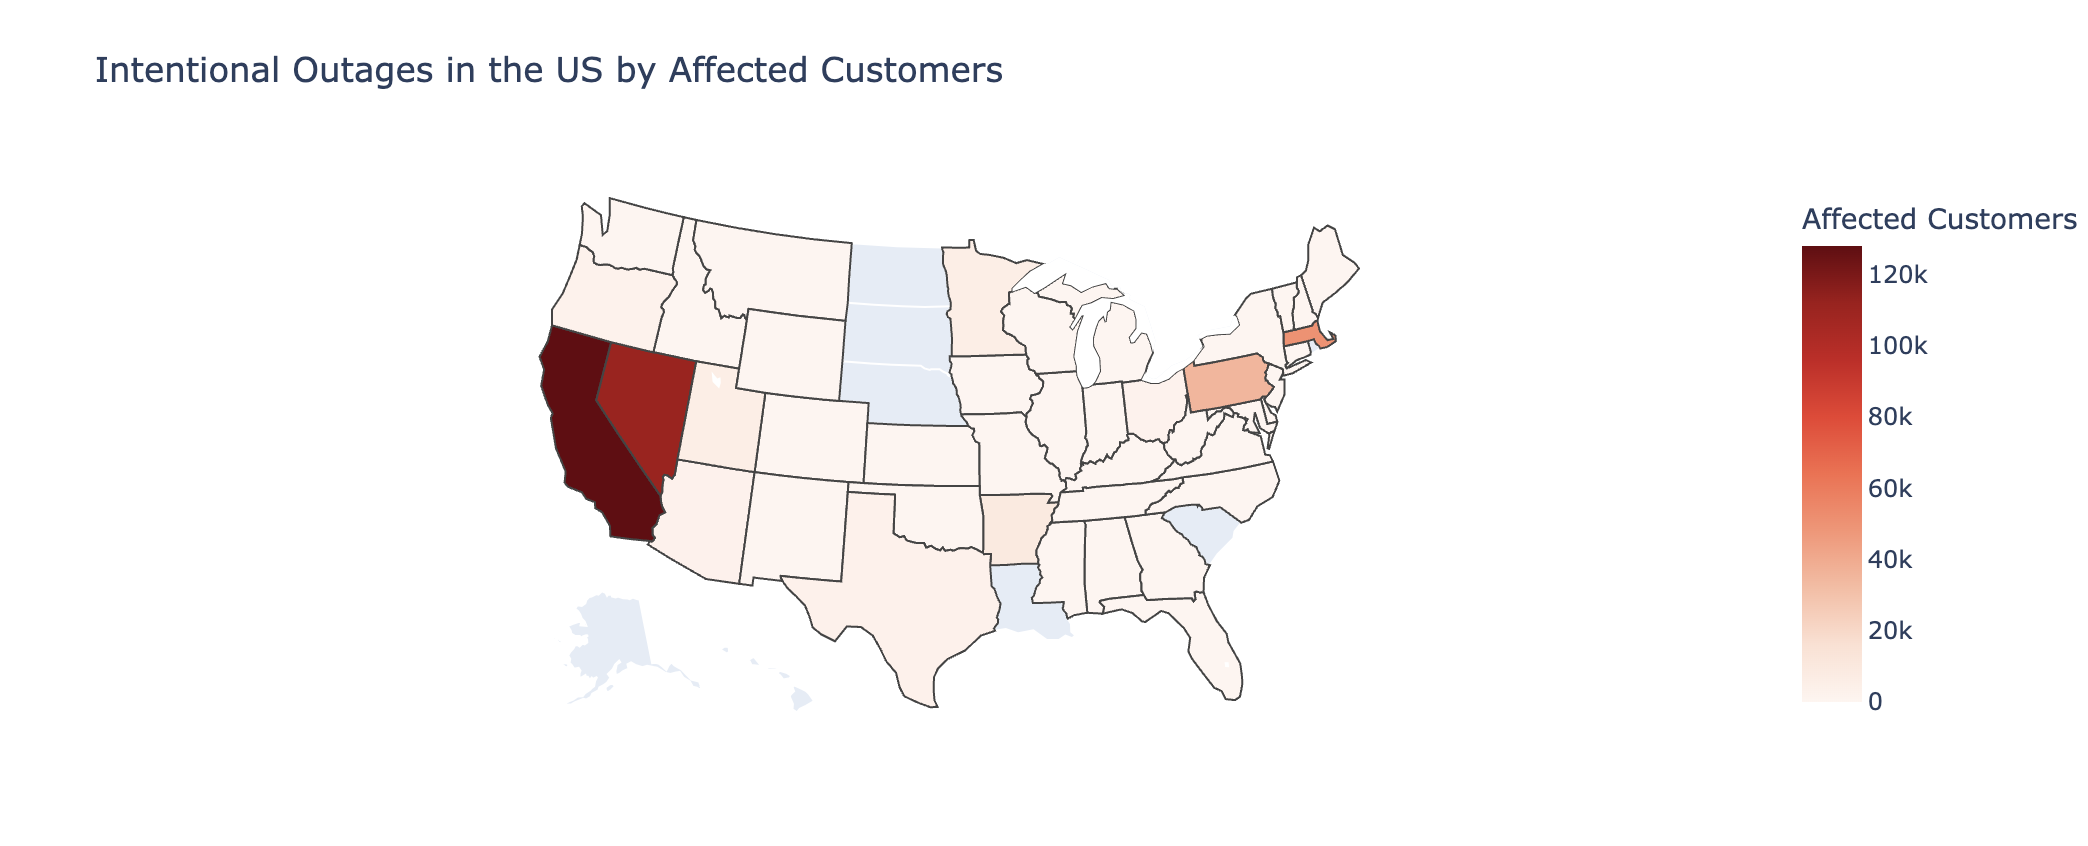 Intentional Outages in the US by Affected Customers
Affected Customers
120k
100k
80k
60k
40k
20k
0